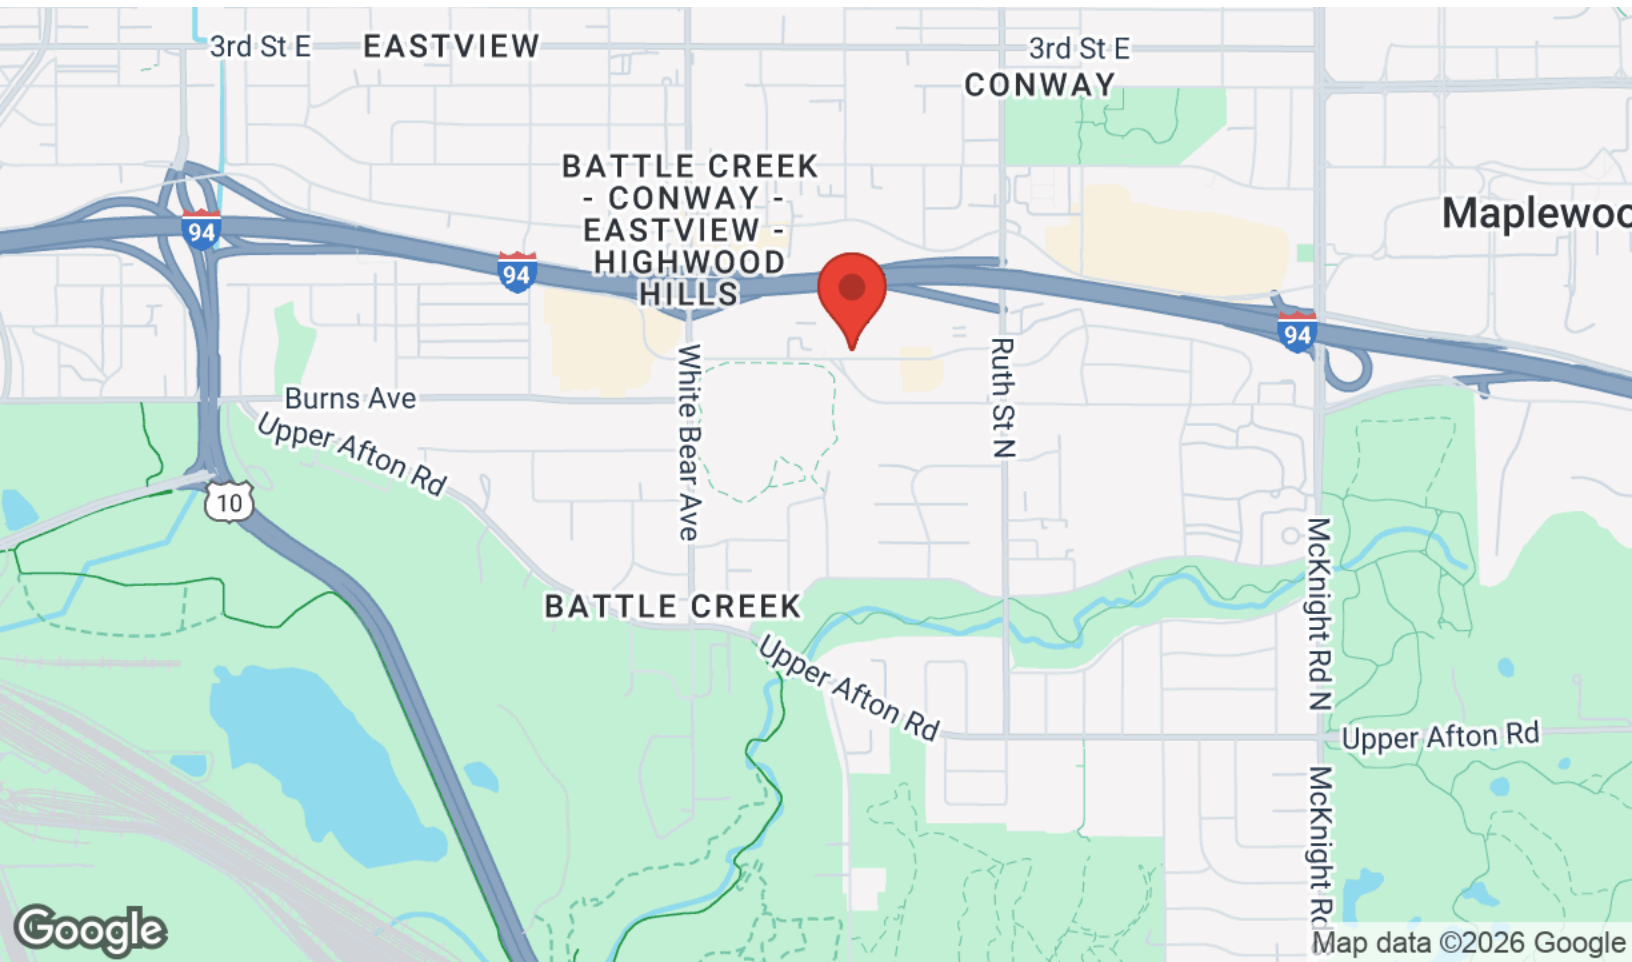 3rd St E
EASTVIEW
3rd St E
CONWAY
BATTLE CREEK
- CONWAY -
EASTVIEW -
HIGHWOOD
HILLS
Maplewoo
94
94
94
White Bear Ave
Ruth St N
Burns Ave
Upper Afton Rd
10
McKnight Rd N
BATTLE CREEK
Upper Afton Rd
Upper Afton Rd
McKnight Rd
Google
Map data ©2026 Google